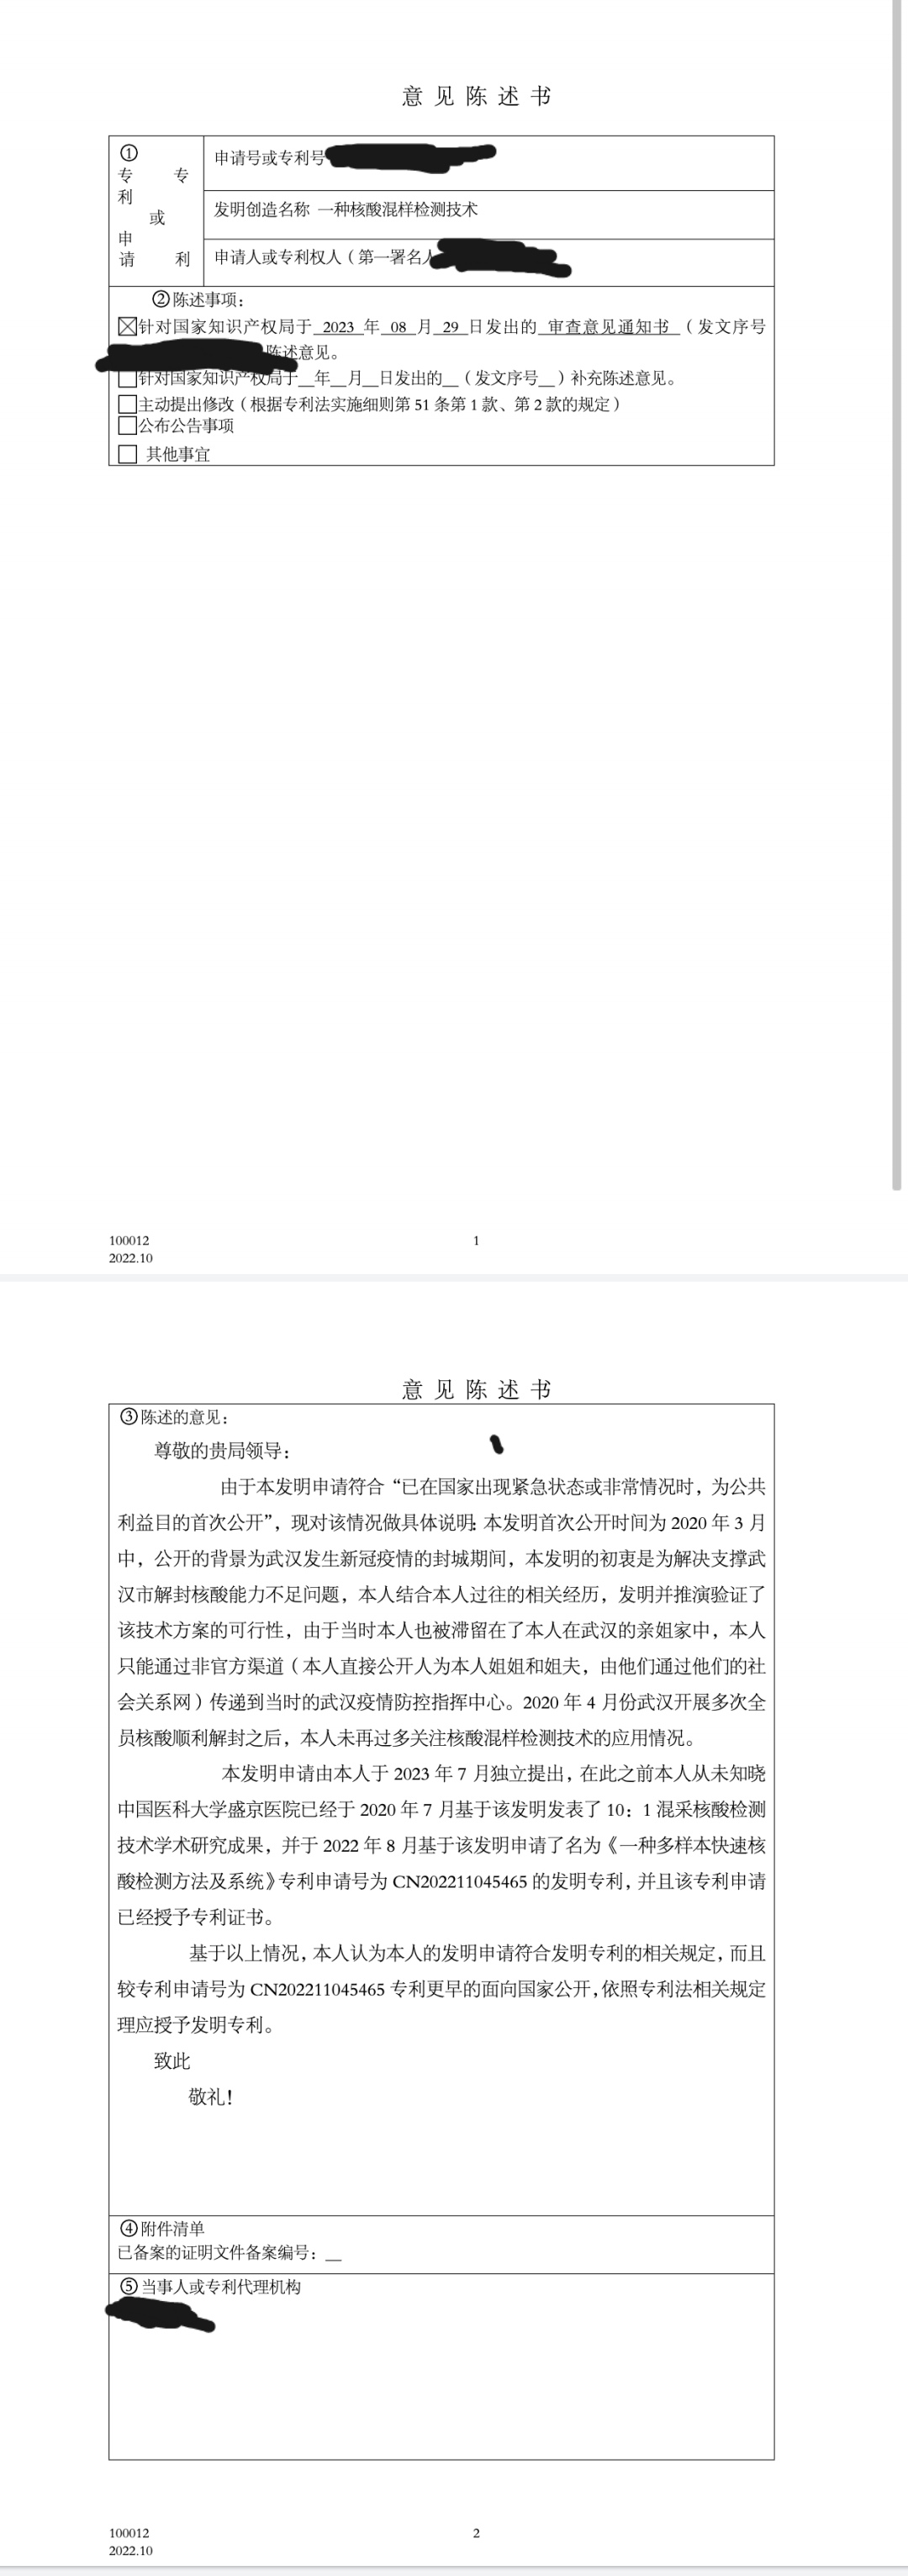 意见陈述书
①
专 专
利
或
申
请 利
申请号或专利号
发明创造名称 一种核酸混样检测技术
申请人或专利权人（第一署名人
②陈述事项：
针对国家知识产权局于 2023 年 08 月 29 日发出的 审查意见通知书 （发文序号
陈述意见。
针对国家知识产权局于__年__月__日发出的__（发文序号__）补充陈述意见。
主动提出修改（根据专利法实施细则第 51 条第 1 款、第 2 款的规定）
公布公告事项
其他事宜
100012
1
2022.10
意见陈述书
③陈述的意见：
尊敬的贵局领导：
由于本发明申请符合“已在国家出现紧急状态或非常情况时，为公共
利益目的首次公开”，现对该情况做具体说明：本发明首次公开时间为 2020 年 3 月
中，公开的背景为武汉发生新冠疫情的封城期间，本发明的初衷是为解决支撑武
汉市解封核酸能力不足问题，本人结合本人过往的相关经历，发明并推演验证了
该技术方案的可行性，由于当时本人也被滞留在了本人在武汉的亲姐家中，本人
只能通过非官方渠道（本人直接公开人为本人姐姐和姐夫，由他们通过他们的社
会关系网）传递到当时的武汉疫情防控指挥中心。2020 年 4 月份武汉开展多次全
员核酸顺利解封之后，本人未再过多关注核酸混样检测技术的应用情况。
本发明申请由本人于 2023 年 7 月独立提出，在此之前本人从未知晓
中国医科大学盛京医院已经于 2020 年 7 月基于该发明发表了 10：1 混采核酸检测
技术学术研究成果，并于 2022 年 8 月基于该发明申请了名为《一种多样本快速核
酸检测方法及系统》专利申请号为 CN202211045465 的发明专利，并且该专利申请
已经授予专利证书。
基于以上情况，本人认为本人的发明申请符合发明专利的相关规定，而且
较专利申请号为 CN202211045465 专利更早的面向国家公开，依照专利法相关规定
理应授予发明专利。
致此
敬礼！
④附件清单
已备案的证明文件备案编号：__
⑤当事人或专利代理机构
100012
2
2022.10